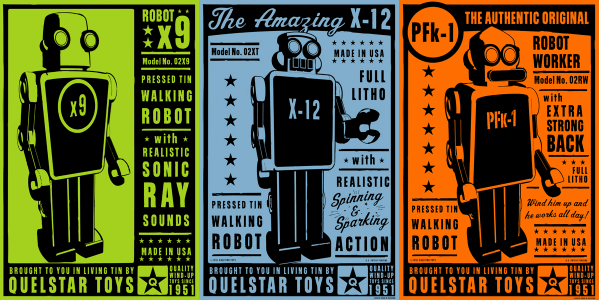 ROBOT
x9
Model No. 02X9
PRESSED TIN
WALKING
ROBOT
with
REALISTIC
SONIC
RAY
SOUNDS
MADE IN USA
x9
BROUGHT TO YOU IN LIVING TIN BY
QUELSTAR TOYS
Q
QUALITY
WIND-UP
TOYS SINCE
1951
The Amazing X-12
Model No. 02XT
MADE IN USA
FULL
LITHO
X-12
with
REALISTIC
Spinning
&
Sparking
ACTION
PRESSED TIN
WALKING
ROBOT
BROUGHT TO YOU IN LIVING TIN BY
QUELSTAR TOYS
QUALITY
WIND-UP
TOYS SINCE
1951
PFk-1
THE AUTHENTIC ORIGINAL
ROBOT
WORKER
Model No. 02RW
with
EXTRA
STRONG
BACK
FULL
LITHO
PFk-1
Wind him up and
he works all day!
PRESSED TIN
WALKING
ROBOT
MADE IN USA
BROUGHT TO YOU IN LIVING TIN BY
QUELSTAR TOYS
QUALITY
WIND-UP
TOYS SINCE
1951